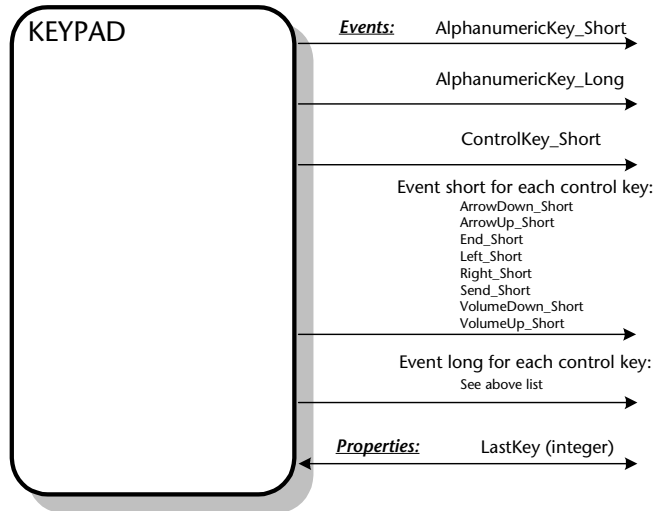 KEYPAD
Events: AlphanumericKey_Short
AlphanumericKey_Long
ControlKey_Short
Event short for each control key:
ArrowDown_Short
ArrowUp_Short
End_Short
Left_Short
Right_Short
Send_Short
VolumeDown_Short
VolumeUp_Short
Event long for each control key:
See above list
Properties: LastKey (integer)